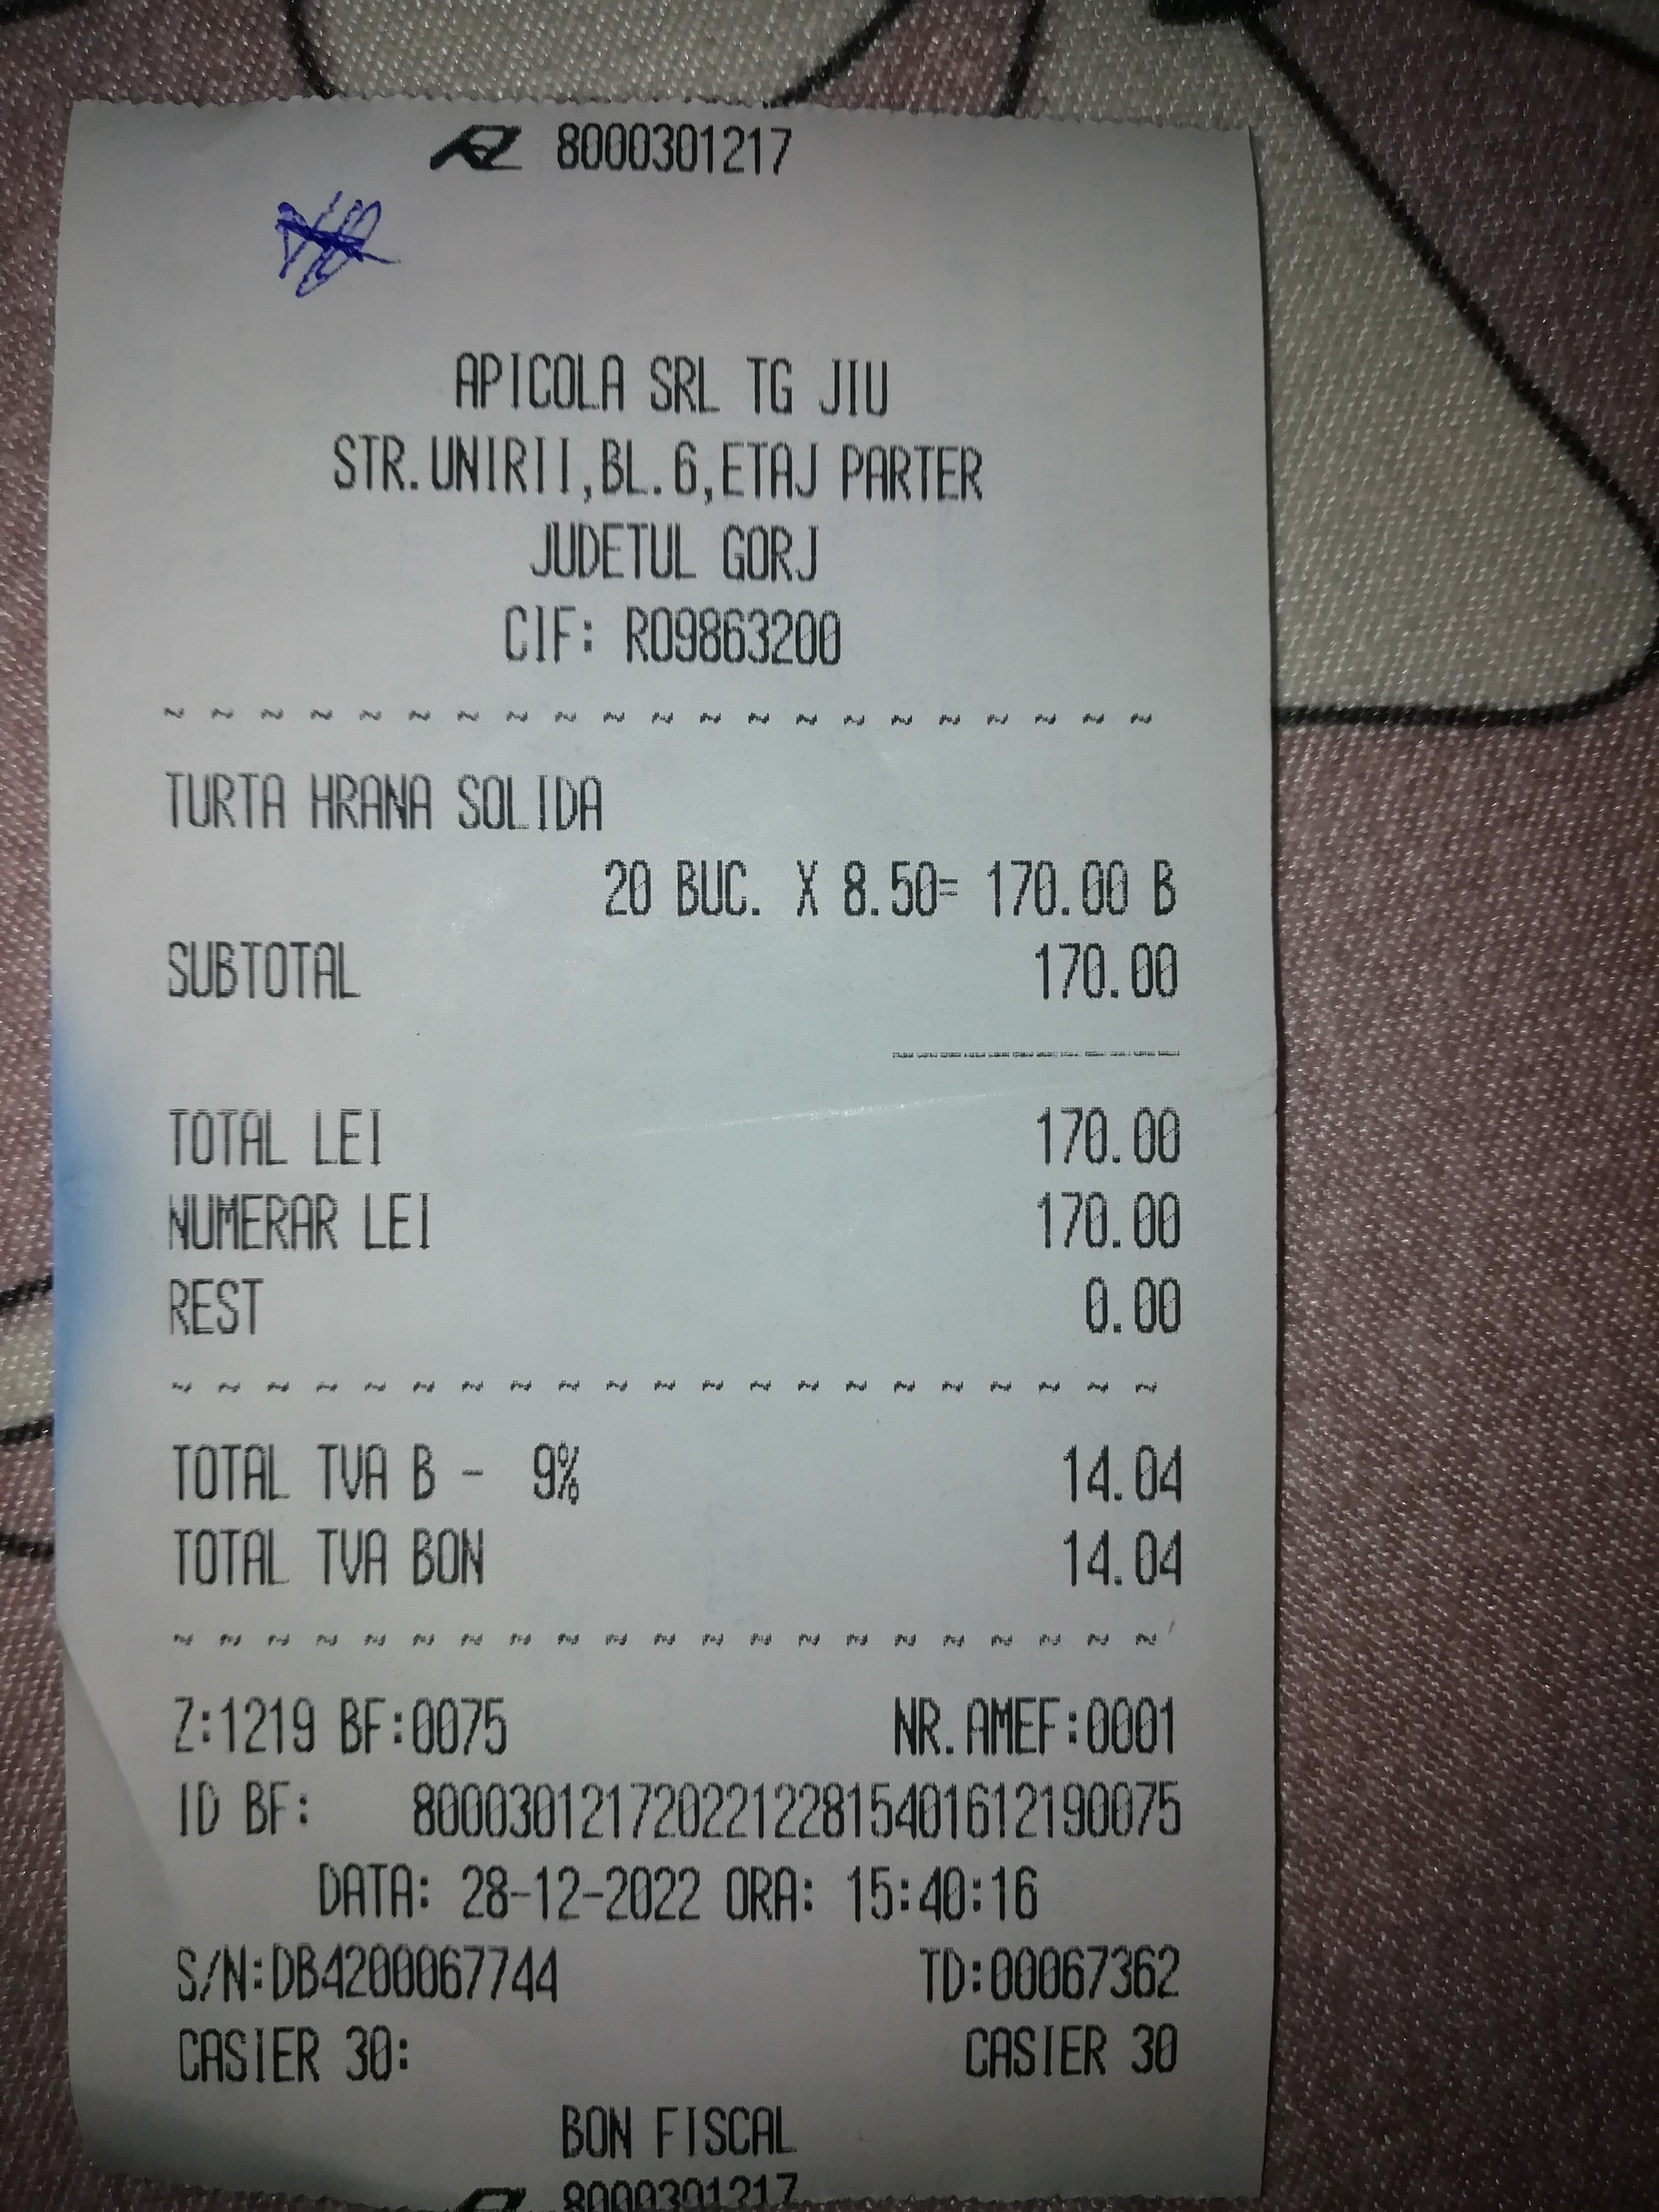 8000301217
APICOLA SRL TG JIU
STR.UNIRII,BL.6,ETAJ PARTER
JUDETUL GORJ
CIF: RO9863200
~ ~ ~ ~ ~ ~ ~ ~ ~ ~ ~ ~ ~ ~ ~ ~ ~ ~ ~ ~ ~
TURTA HRANA SOLIDA
20 BUC. X 8.50= 170.00 B
SUBTOTAL 170.00
TOTAL LEI 170.00
NUMERAR LEI 170.00
REST 0.00
~ ~ ~ ~ ~ ~ ~ ~ ~ ~ ~ ~ ~ ~ ~ ~ ~ ~ ~ ~ ~
TOTAL TVA B - 9% 14.04
TOTAL TVA BON 14.04
~ ~ ~ ~ ~ ~ ~ ~ ~ ~ ~ ~ ~ ~ ~ ~ ~ ~ ~ ~ ~
Z:1219 BF:0075 NR.AMEF:0001
ID BF: 80003012172022122815401612190075
DATA: 28-12-2022 ORA: 15:40:16
S/N:DB4200067744 TD:00067362
CASIER 30: CASIER 30
BON FISCAL
8000301217